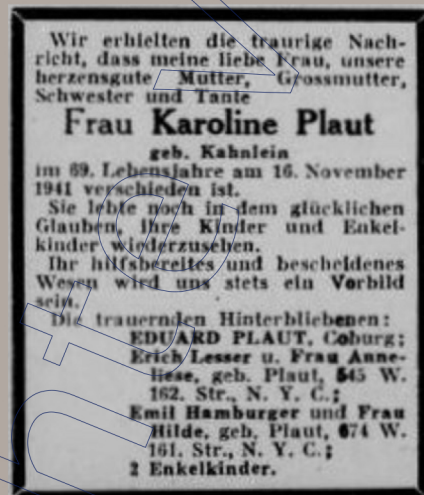 Wir erhielten die traurige Nach-
richt, dass meine liebe Frau, unsere
herzensgute Mutter, Grossmutter,
Schwester und Tante
Frau Karoline Plaut
geb. Kahnlein
im 69. Lebensjahre am 16. November
1941 verschieden ist.
Sie lebte noch in dem glücklichen
Glauben, ihre Kinder und Enkel-
kinder wiederzusehen.
Ihr hilfsbereites und bescheidenes
Wesen wird uns stets ein Vorbild
sein.
Die trauernden Hinterbliebenen:
EDUARD PLAUT, Coburg;
Erich Lesser u. Frau Anne-
liese, geb. Plaut, 545 W.
162. Str., N. Y. C.;
Emil Hamburger und Frau
Hilde, geb. Plaut, 674 W.
161. Str., N. Y. C.;
2 Enkelkinder.